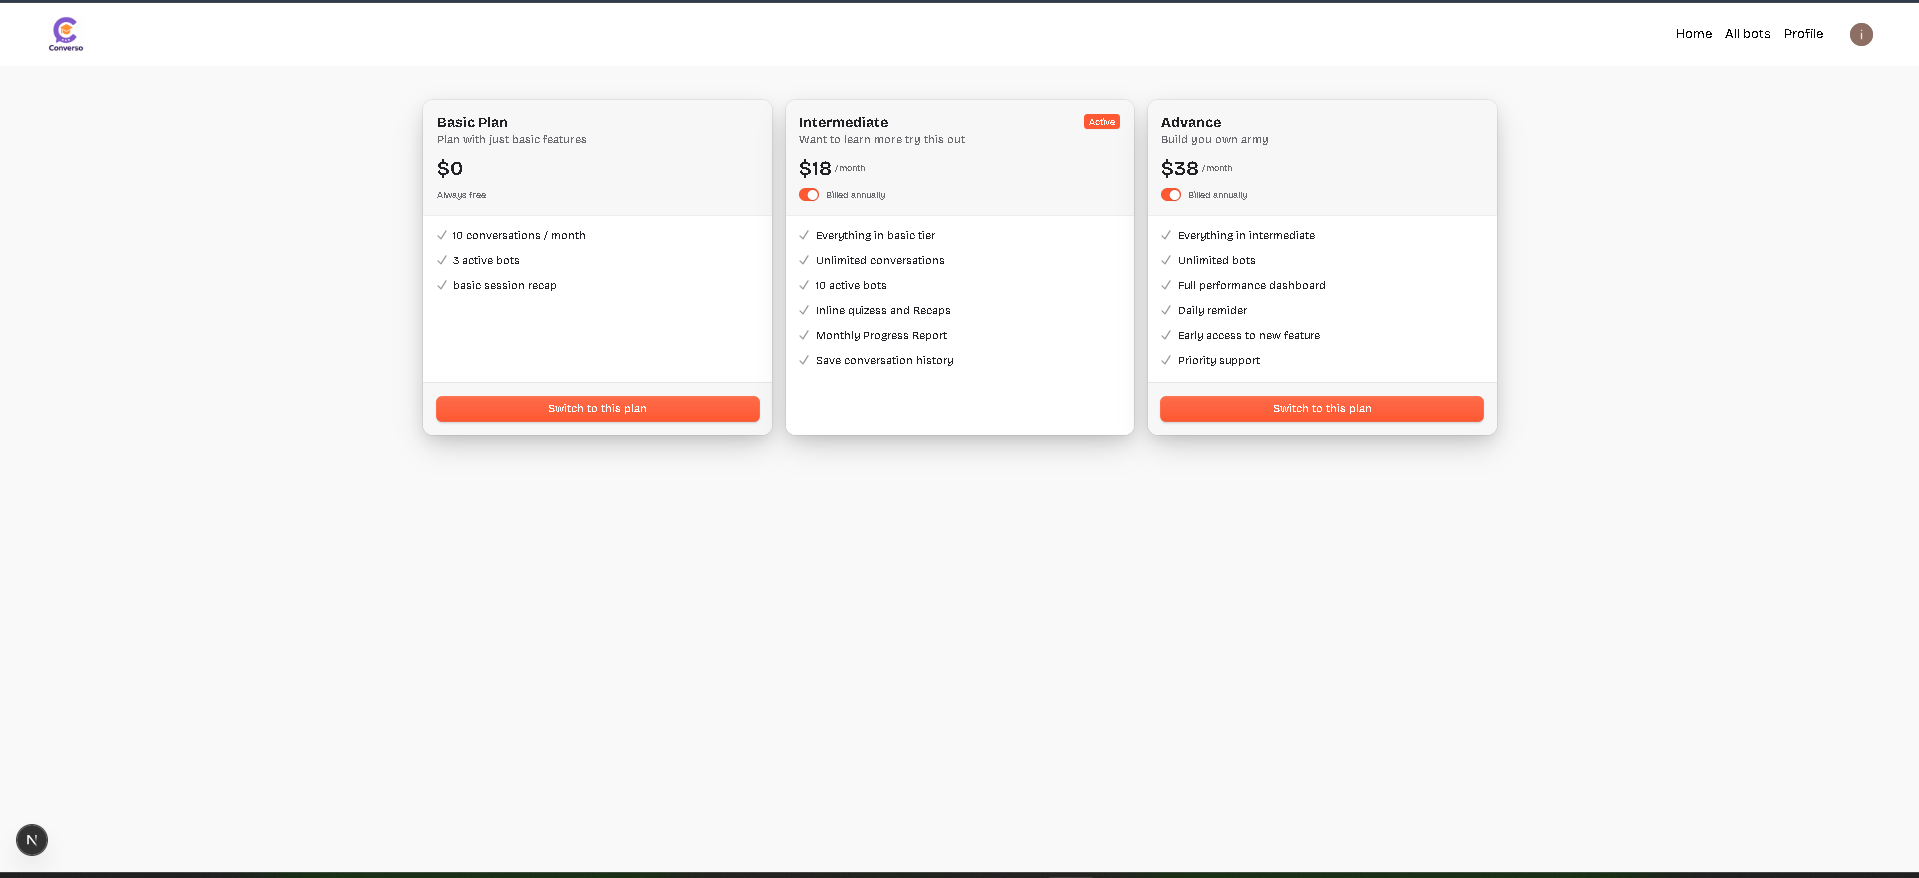 Converso
Home All bots Profile
i
Basic Plan
Plan with just basic features
$0
Always free
10 conversations / month
3 active bots
basic session recap
Switch to this plan
Intermediate
Active
Want to learn more try this out
$18 /month
Billed annually
Everything in basic tier
Unlimited conversations
10 active bots
Inline quizess and Recaps
Monthly Progress Report
Save conversation history
Advance
Build you own army
$38 /month
Billed annually
Everything in intermediate
Unlimited bots
Full performance dashboard
Daily remider
Early access to new feature
Priority support
Switch to this plan
N